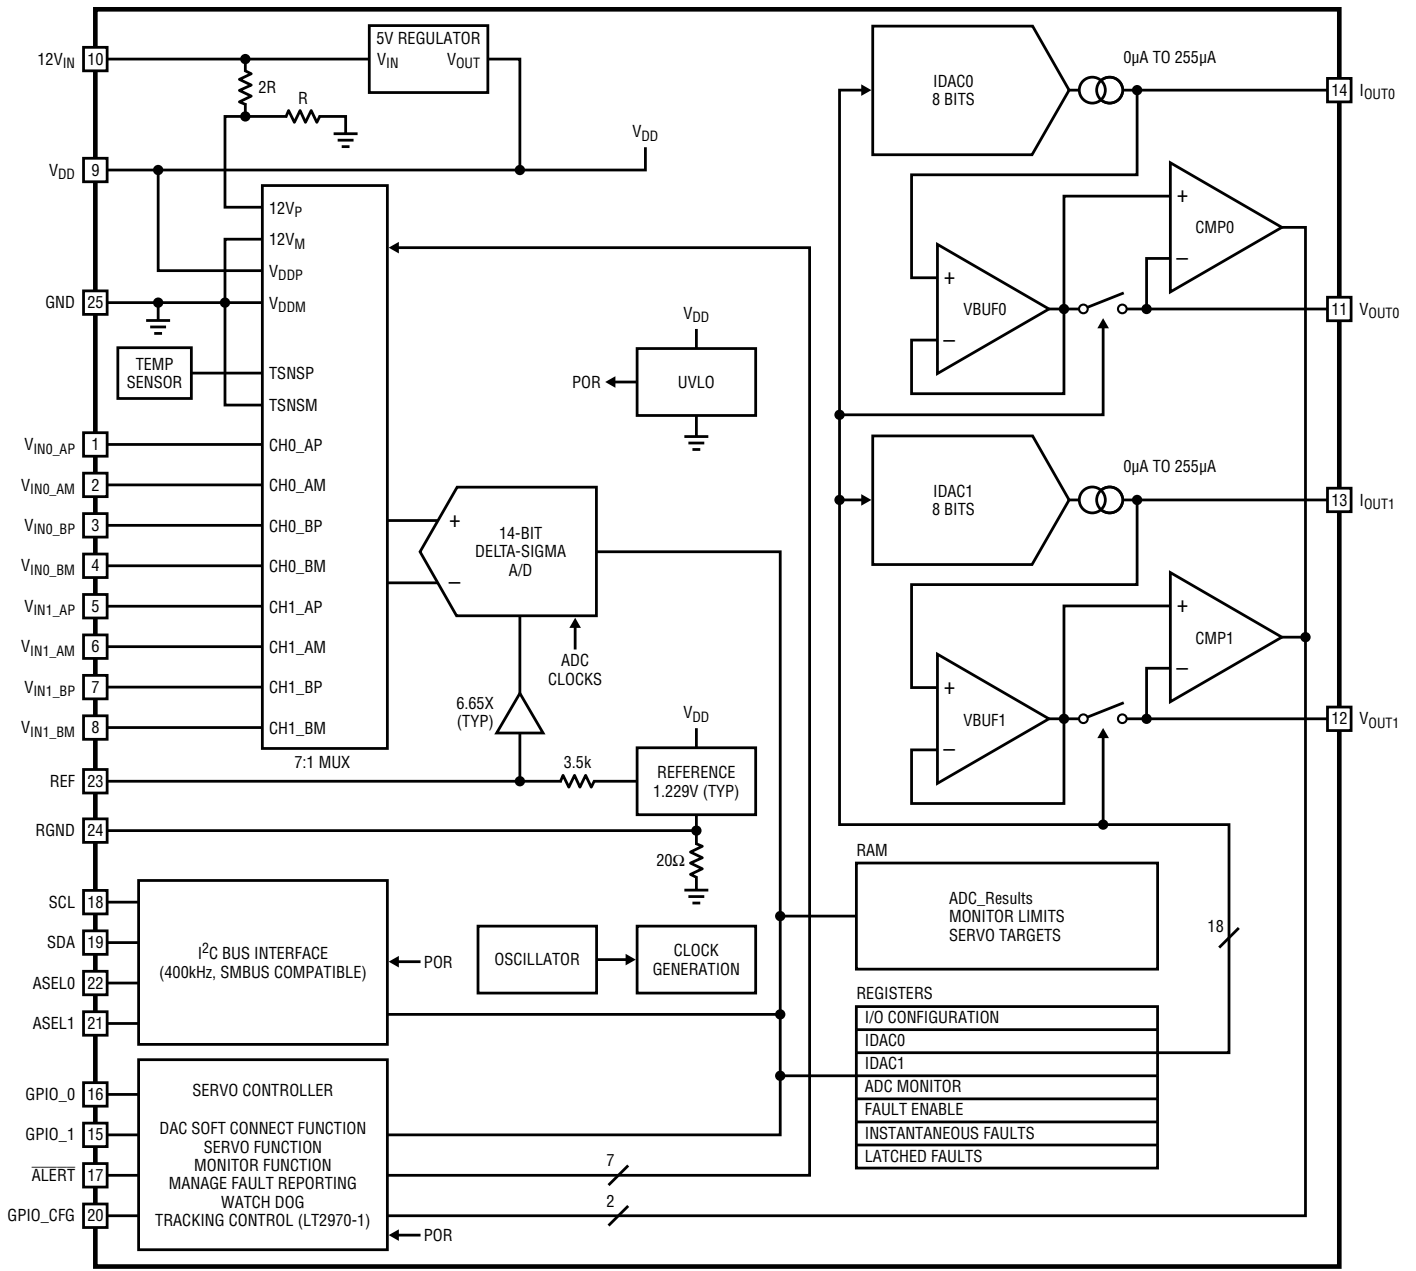 12VIN
10
2R
R
5V REGULATOR
VIN
VOUT
VDD
VDD
9
12VP
12VM
VDDP
GND
25
VDDM
TEMP
SENSOR
TSNSP
TSNSM
VIN0_AP
1
CH0_AP
VIN0_AM
2
CH0_AM
VIN0_BP
3
CH0_BP
VIN0_BM
4
CH0_BM
VIN1_AP
5
CH1_AP
VIN1_AM
6
CH1_AM
VIN1_BP
7
CH1_BP
VIN1_BM
8
CH1_BM
7:1 MUX
VDD
POR
UVLO
+
–
14-BIT
DELTA-SIGMA
A/D
ADC
CLOCKS
6.65X
(TYP)
REF
23
3.5k
VDD
REFERENCE
1.229V (TYP)
RGND
24
20Ω
SCL
18
SDA
19
ASEL0
22
ASEL1
21
I2C BUS INTERFACE
(400kHz, SMBUS COMPATIBLE)
POR
OSCILLATOR
CLOCK
GENERATION
GPIO_0
16
GPIO_1
15
ALERT
17
GPIO_CFG
20
SERVO CONTROLLER
DAC SOFT CONNECT FUNCTION
SERVO FUNCTION
MONITOR FUNCTION
MANAGE FAULT REPORTING
WATCH DOG
TRACKING CONTROL (LT2970-1)
POR
7
2
IDAC0
8 BITS
0µA TO 255µA
14
IOUT0
+
–
CMP0
+
–
VBUF0
11
VOUT0
IDAC1
8 BITS
0µA TO 255µA
13
IOUT1
+
–
CMP1
+
–
VBUF1
12
VOUT1
RAM
ADC_Results
MONITOR LIMITS
SERVO TARGETS
18
REGISTERS
I/O CONFIGURATION
IDAC0
IDAC1
ADC MONITOR
FAULT ENABLE
INSTANTANEOUS FAULTS
LATCHED FAULTS